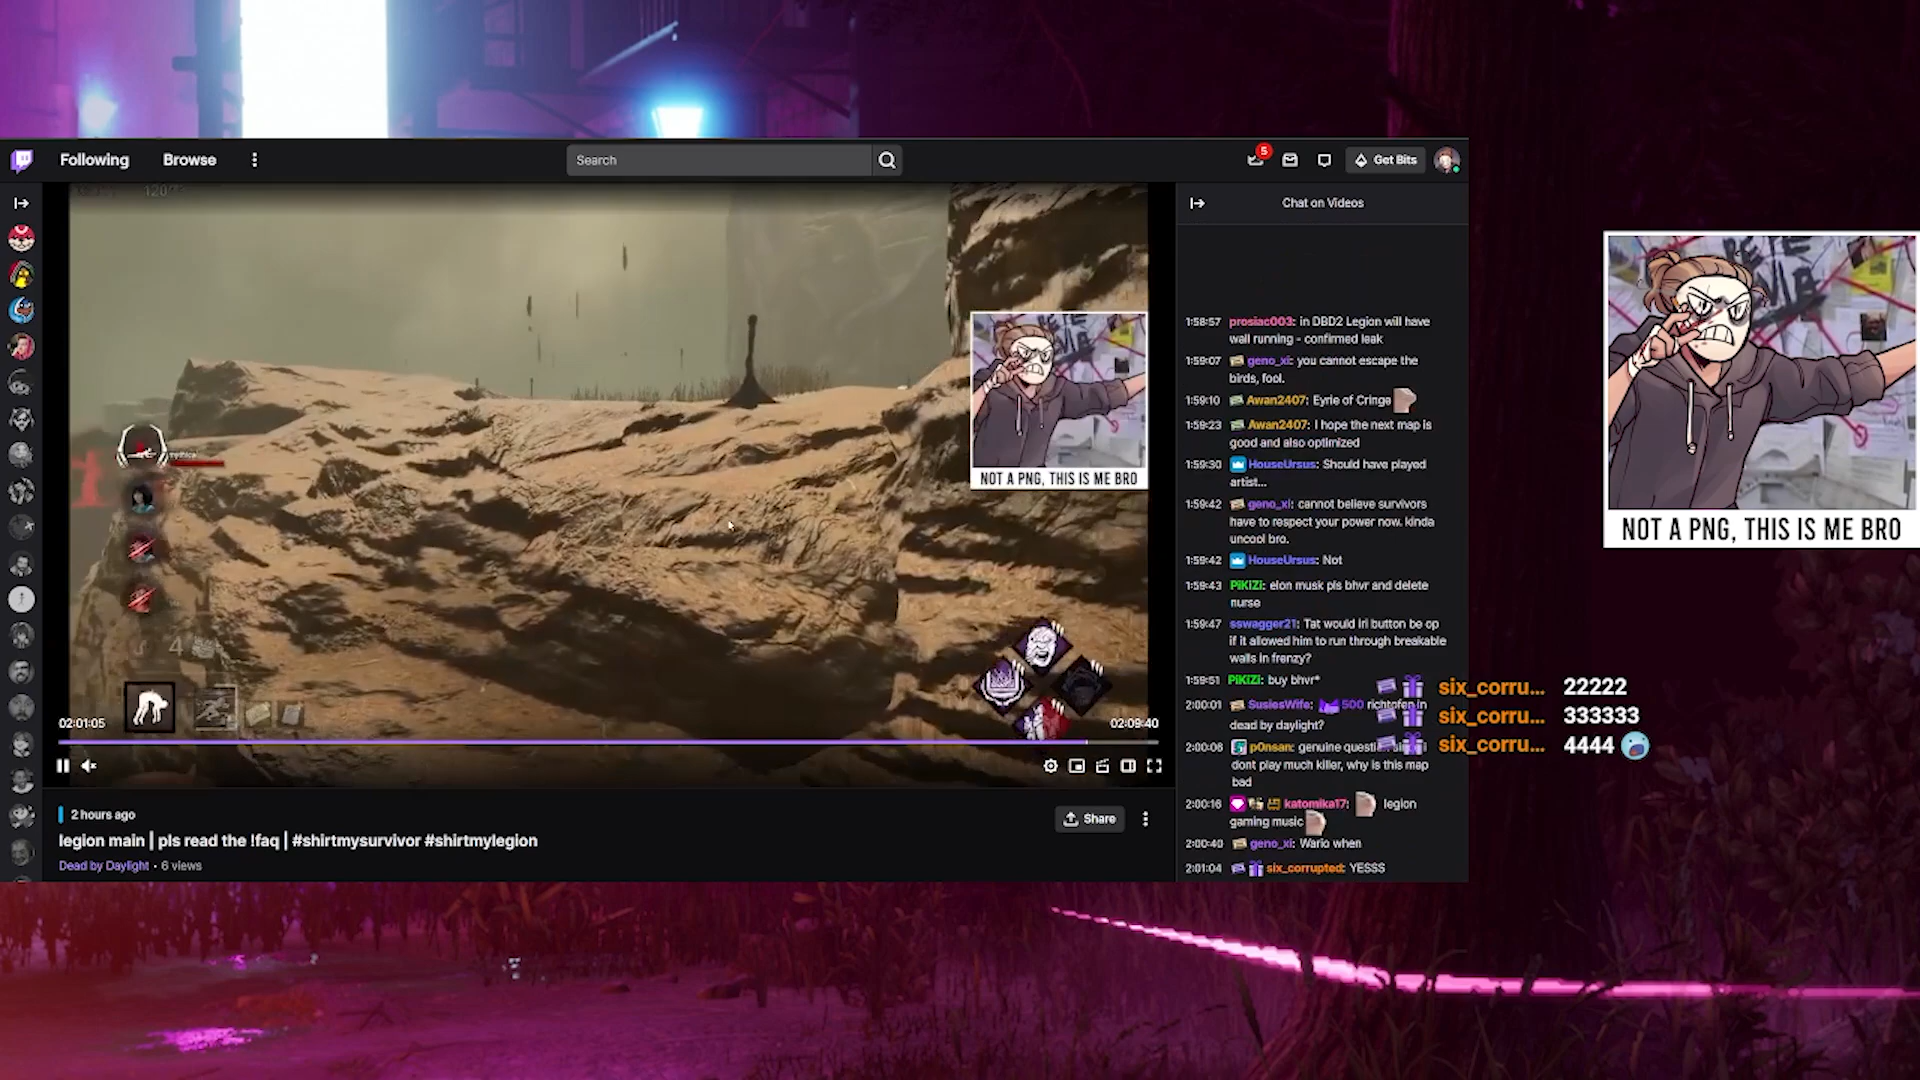 Following
Browse
Search
5
Get Bits
Chat on Videos
1:58:57 prosiac003: in DBD2 Legion will have
wall running - confirmed leak
1:59:07 geno_xi: you cannot escape the
birds, fool.
1:59:10 Awan2407: Eyrie of Cringe
1:59:23 Awan2407: I hope the next map is
good and also optimized
1:59:30 HouseUrsus: Should have played
artist...
1:59:42 geno_xi: cannot believe survivors
have to respect your power now. kinda
uncool bro.
1:59:42 HouseUrsus: Not
1:59:43 PiKiZi: elon musk pls bhvr and delete
nurse
1:59:47 sswagger21: Tat would iri button be op
if it allowed him to run through breakable
walls in frenzy?
1:59:51 PiKiZi: buy bhvr*
2:00:01 SusiesWife: 500 richtofen in
dead by daylight?
2:00:06 p0nsan: genuine
dont play much killer, why is this map
bad
2:00:16 katomika17: legion
gaming music
2:00:40 geno_xi: Wario when
2:01:04 six_corrupted: YESSS
NOT A PNG, THIS IS ME BRO
4
02:01:05
02:09:40
2 hours ago
Share
legion main | pls read the !faq | #shirtmysurvivor #shirtmylegion
Dead by Daylight • 6 views
NOT A PNG, THIS IS ME BRO
six_corru... 22222
six_corru... 333333
six_corru... 4444